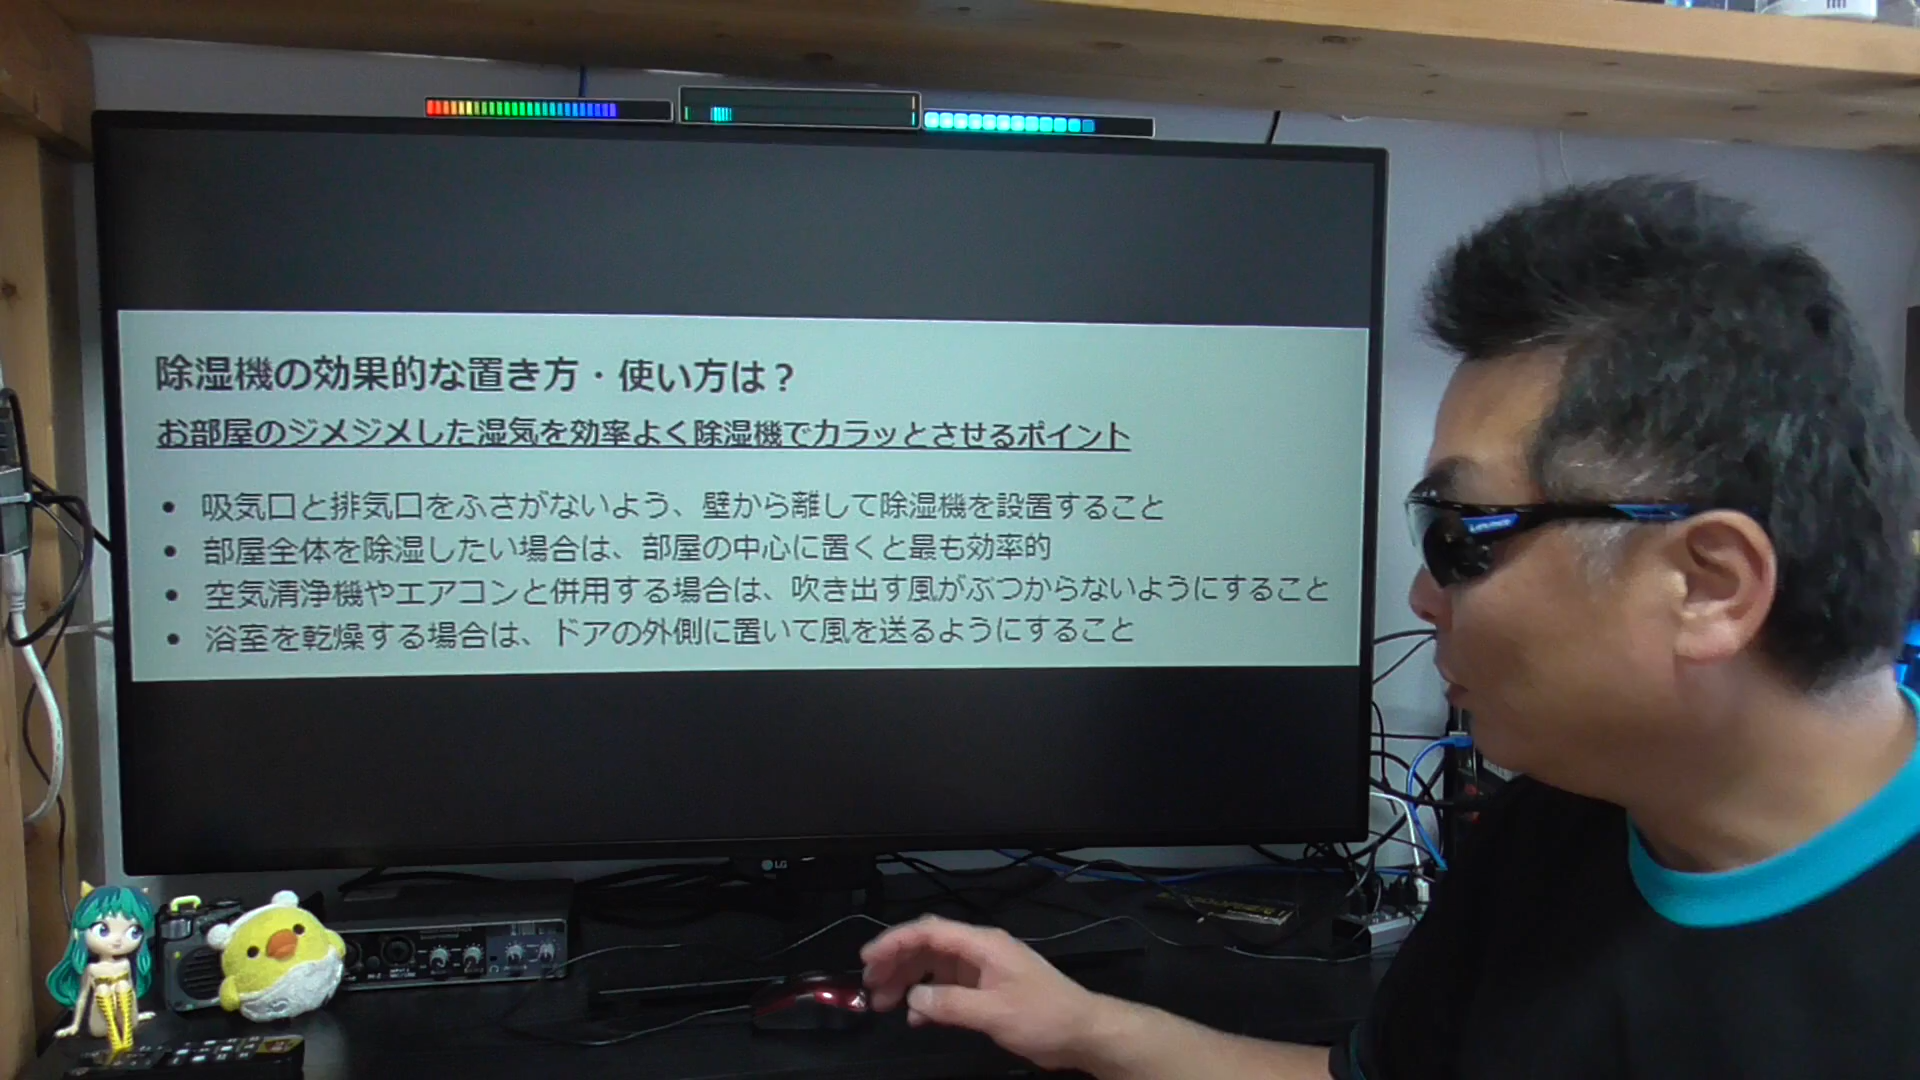 除湿機の効果的な置き方・使い方は？
お部屋のジメジメした湿気を効率よく除湿機でカラッとさせるポイント
• 吸気口と排気口をふさがないよう、壁から離して除湿機を設置すること
• 部屋全体を除湿したい場合は、部屋の中心に置くと最も効率的
• 空気清浄機やエアコンと併用する場合は、吹き出す風がぶつからないようにすること
• 浴室を乾燥する場合は、ドアの外側に置いて風を送るようにすること
LG